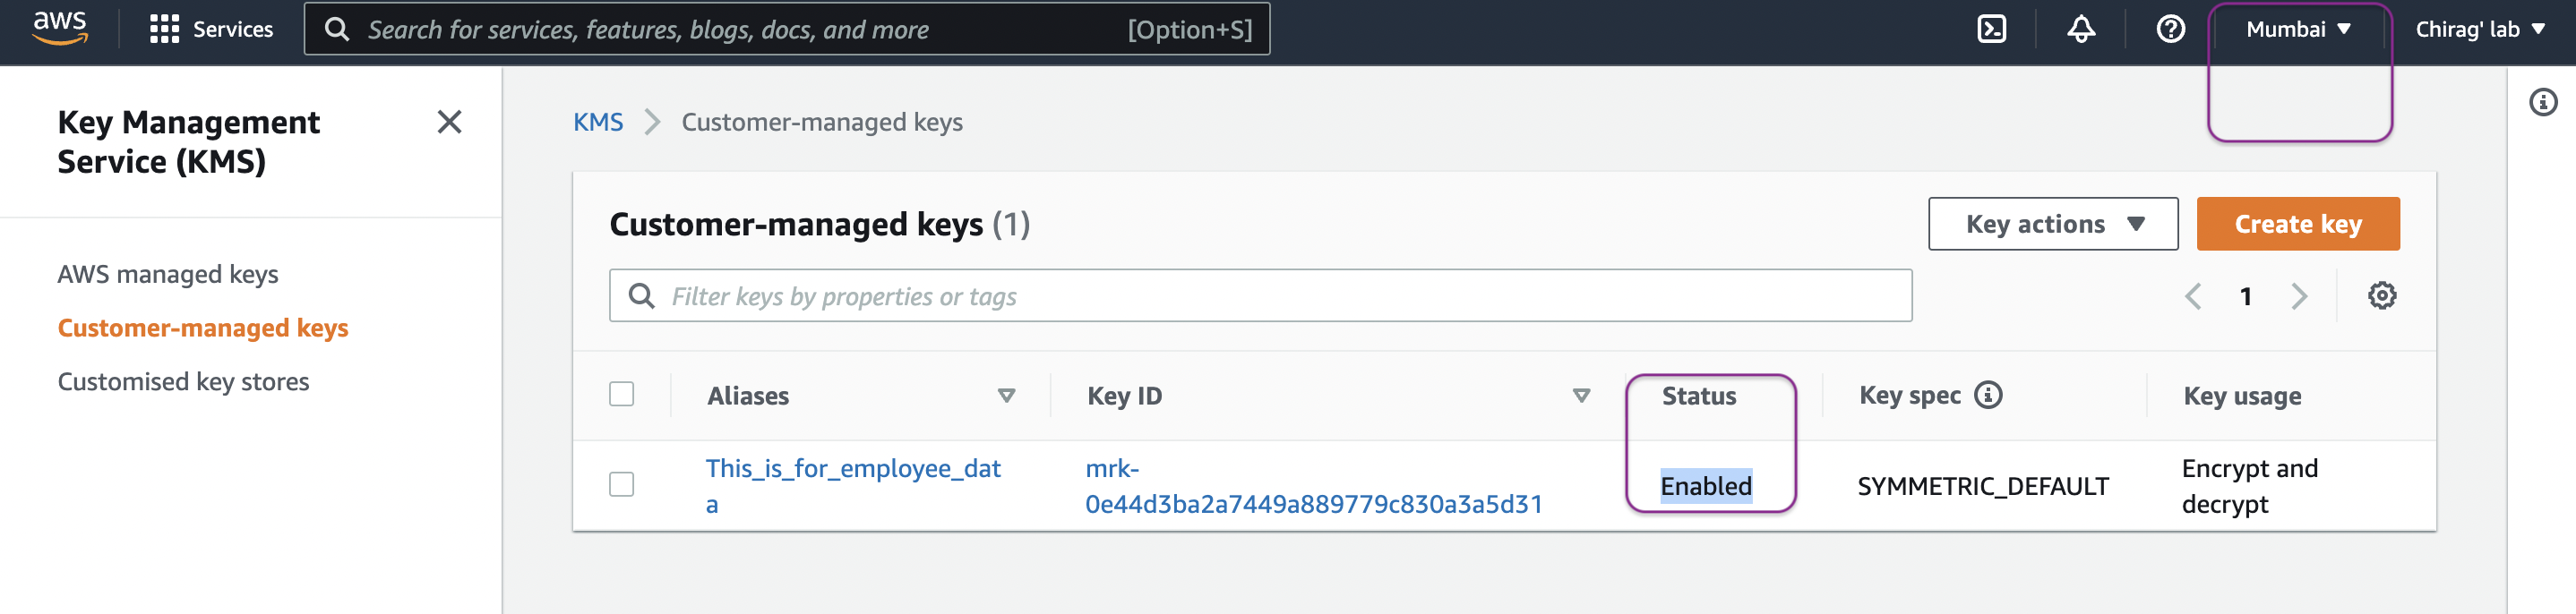 aws
Services
Search for services, features, blogs, docs, and more
[Option+S]
Mumbai
Chirag' lab
Key Management
Service (KMS)
AWS managed keys
Customer-managed keys
Customised key stores
KMS
Customer-managed keys
Customer-managed keys (1)
Key actions
Create key
Filter keys by properties or tags
1
Aliases
Key ID
Status
Key spec
Key usage
This_is_for_employee_dat
a
mrk-
0e44d3ba2a7449a889779c830a3a5d31
Enabled
SYMMETRIC_DEFAULT
Encrypt and
decrypt